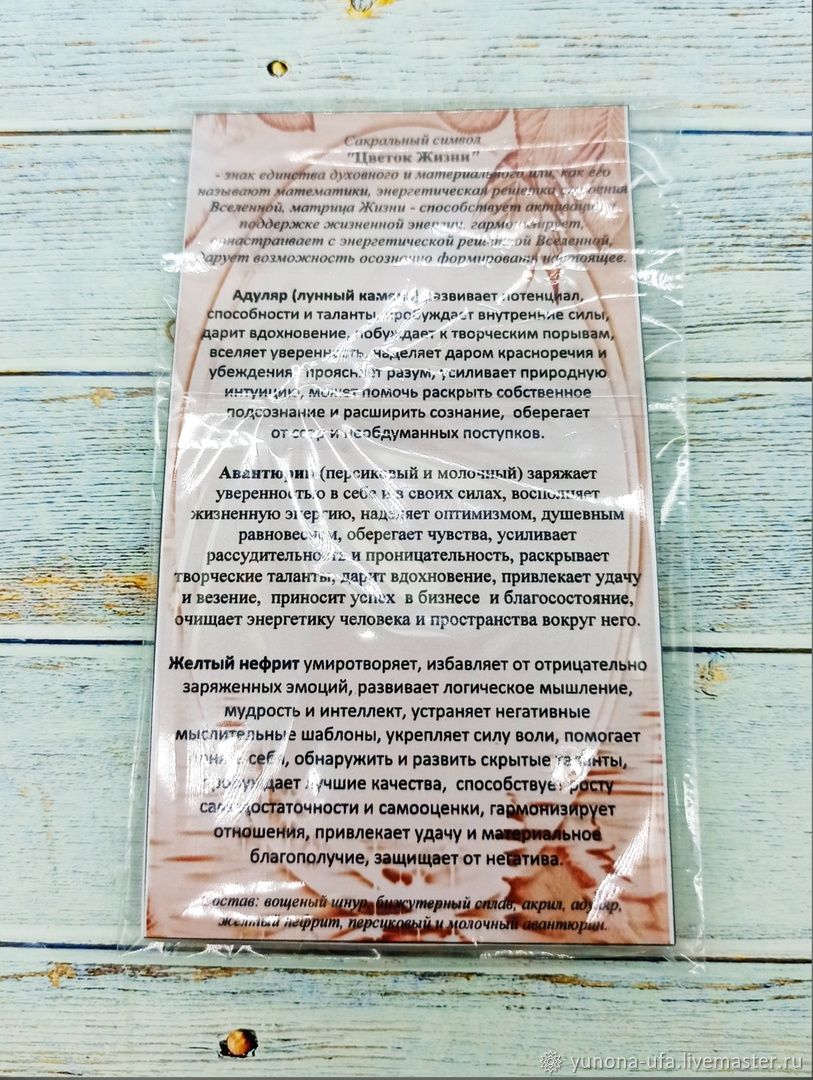 Сакральный символ
"Цветок Жизни"
- знак единства духовного и материального или, как его
называют математики, энергетическая решетка строения
Вселенной, матрица Жизни - способствует активации и
поддержке жизненной энергии, гармонизирует,
настраивает с энергетической решеткой Вселенной,
дарует возможность осознанно формировать настоящее.
Адуляр (лунный камень) развивает потенциал,
способности и таланты, пробуждает внутренние силы,
дарит вдохновение, побуждает к творческим порывам,
вселяет уверенность, наделяет даром красноречия и
убеждения, проясняет разум, усиливает природную
интуицию, может помочь раскрыть собственное
подсознание и расширить сознание, оберегает
от ссор и необдуманных поступков.
Авантюрин (персиковый и молочный) заряжает
уверенностью в себе и в своих силах, восполняет
жизненную энергию, наделяет оптимизмом, душевным
равновесием, оберегает чувства, усиливает
рассудительность и проницательность, раскрывает
творческие таланты, дарит вдохновение, привлекает удачу
и везение, приносит успех в бизнесе и благосостояние,
очищает энергетику человека и пространства вокруг него.
Желтый нефрит умиротворяет, избавляет от отрицательно
заряженных эмоций, развивает логическое мышление,
мудрость и интеллект, устраняет негативные
мыслительные шаблоны, укрепляет силу воли, помогает
себя, обнаружить и развить скрытые таланты,
пробуждает лучшие качества, способствует росту
самодостаточности и самооценки, гармонизирует
отношения, привлекает удачу и материальное
благополучие, защищает от негатива.
Состав: вощеный шнур, бижутерный сплав, акрил, адуляр,
желтый нефрит, персиковый и молочный авантюрин.
yunona-ufa.livemaster.ru